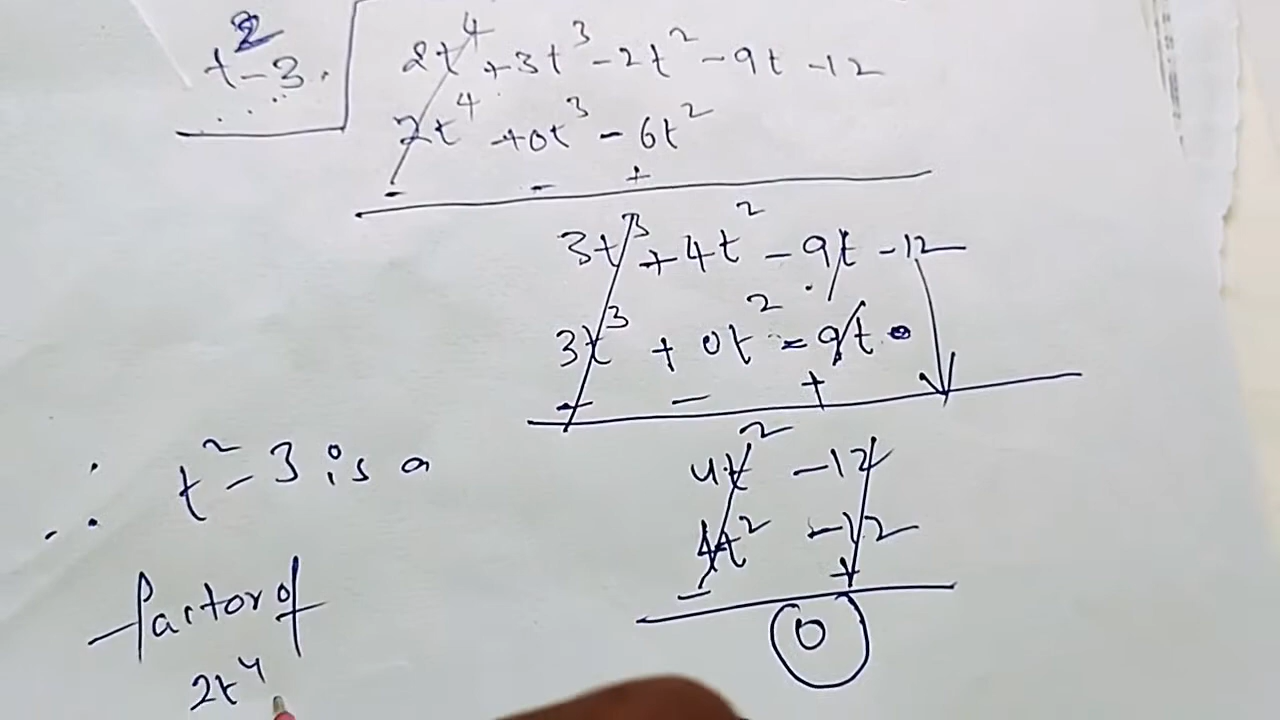 t² - 3 . 2t⁴ + 3t³ - 2t² - 9t - 12
2t⁴ + 0t³ - 6t²
- - +
3t³ + 4t² - 9t - 12
3t³ + 0t² - 9t
- - +
4t² - 12
4t² - 12
- +
0
∴ t² - 3 is a
factor of
2t⁴